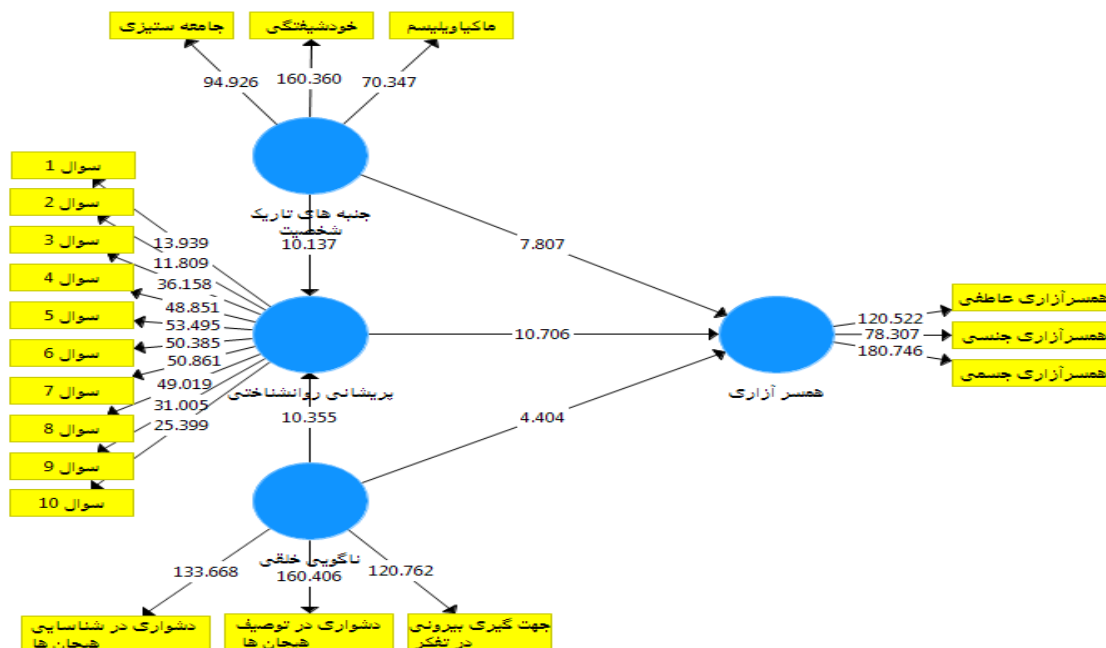 جامعه ستیزی
خودشیفتگی
ماکیاویلیسم
94.926
160.360
70.347
جنبه های تاریک
شخصیت
10.137
7.807
سوال 1
سوال 2
سوال 3
سوال 4
سوال 5
سوال 6
سوال 7
سوال 8
سوال 9
سوال 10
13.939
11.809
36.158
48.851
53.495
50.385
50.861
49.019
31.005
25.399
پریشانی روانشناختی
10.706
10.355
4.404
همسر آزاری
120.522
78.307
180.746
همسرآزاری عاطفی
همسرآزاری جنسی
همسرآزاری جسمی
ناگویی خلقی
133.668
160.406
120.762
دشواری در شناسایی
هیجان ها
دشواری در توصیف
هیجان ها
جهت گیری بیرونی
در تفکر